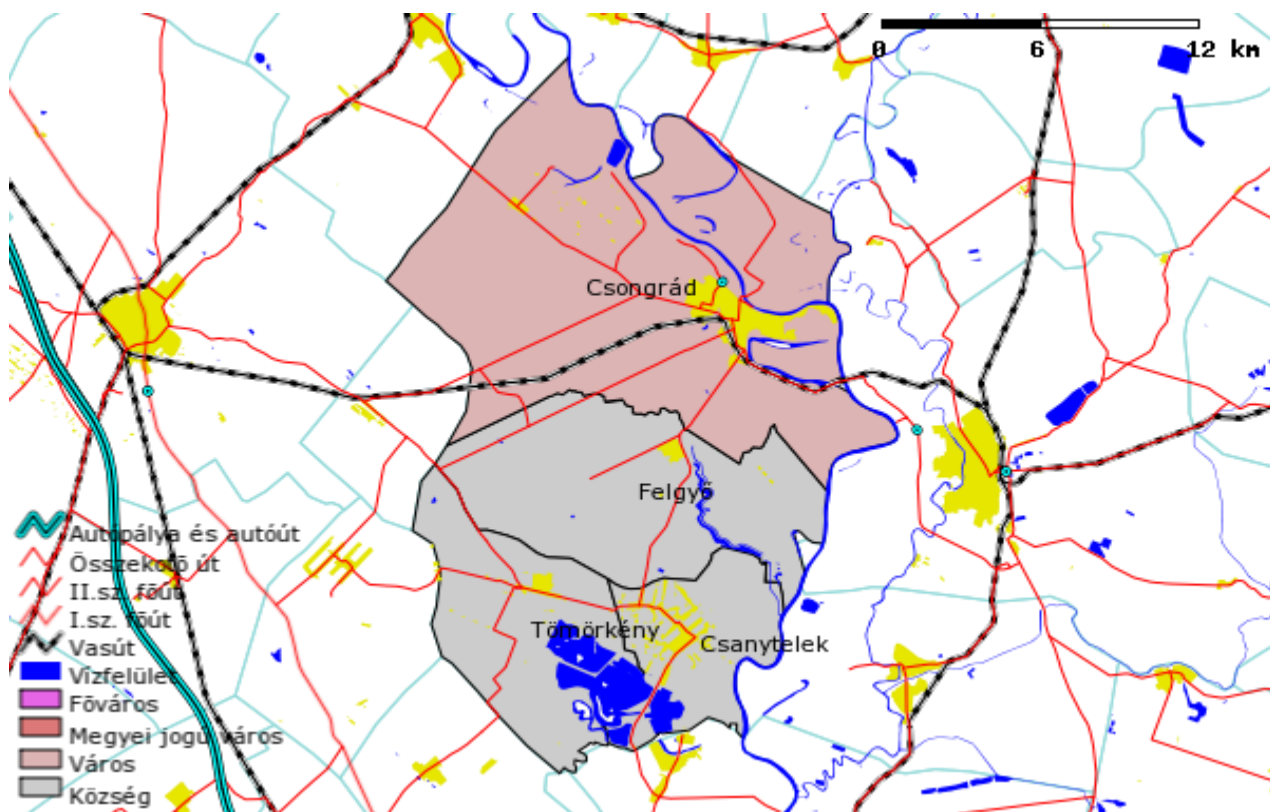 0 6 12 km
Csongrád
Felgyő
Tömörkény
Csanytelek
Autópálya és autóút
Összekotő út
II.sz. főút
I.sz. főút
Vasút
Vízfelület
Főváros
Megyei jogú város
Város
Község